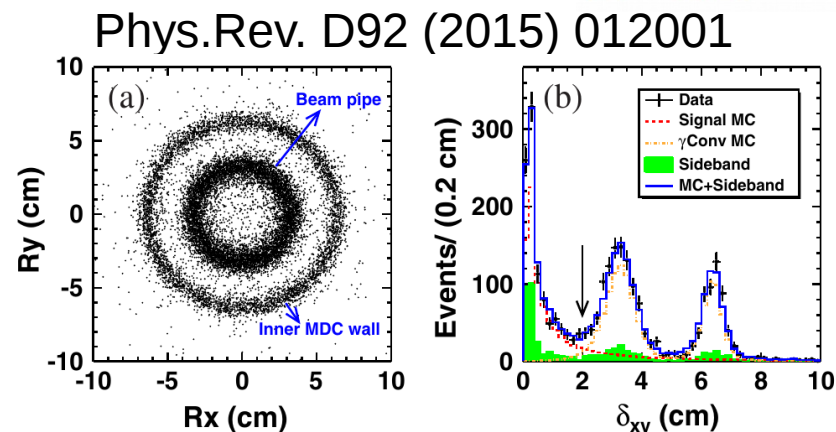 Phys.Rev. D92 (2015) 012001
(a)
Beam pipe
Inner MDC wall
10
5
0
-5
-10
Ry (cm)
-10
-5
0
5
10
Rx (cm)
(b)
Data
Signal MC
γConv MC
Sideband
MC+Sideband
300
200
100
0
Events/ (0.2 cm)
0
2
4
6
8
10
δxy (cm)